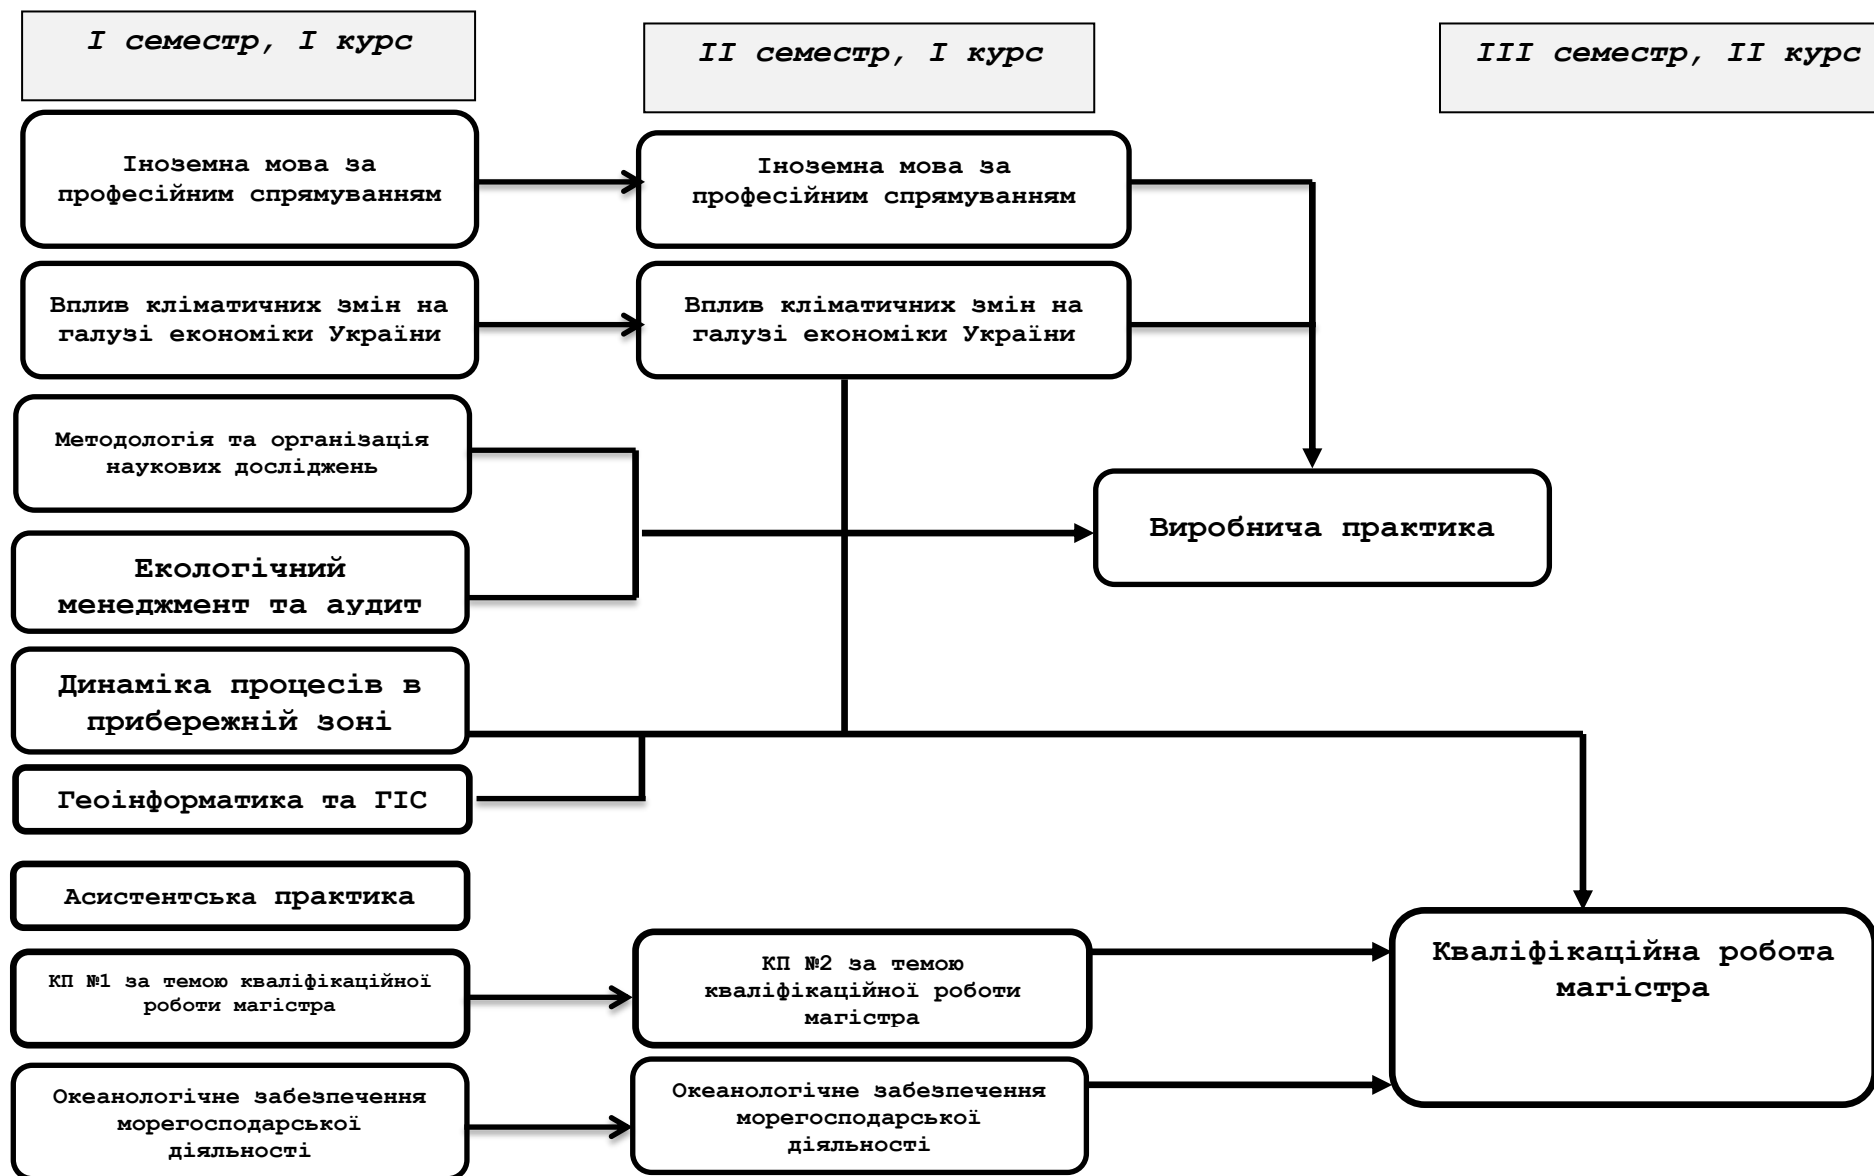 I семестр, I курс
II семестр, I курс
III семестр, II курс
Іноземна мова за
професійним спрямуванням
Іноземна мова за
професійним спрямуванням
Вплив кліматичних змін на
галузі економіки України
Вплив кліматичних змін на
галузі економіки України
Методологія та організація
наукових досліджень
Виробнича практика
Екологічний
менеджмент та аудит
Динаміка процесів в
прибережній зоні
Геоінформатика та ГІС
Асистентська практика
КП №1 за темою кваліфікаційної
роботи магістра
КП №2 за темою
кваліфікаційної роботи
магістра
Кваліфікаційна робота
магістра
Океанологічне забезпечення
морегосподарської
діяльності
Океанологічне забезпечення
морегосподарської
діяльності